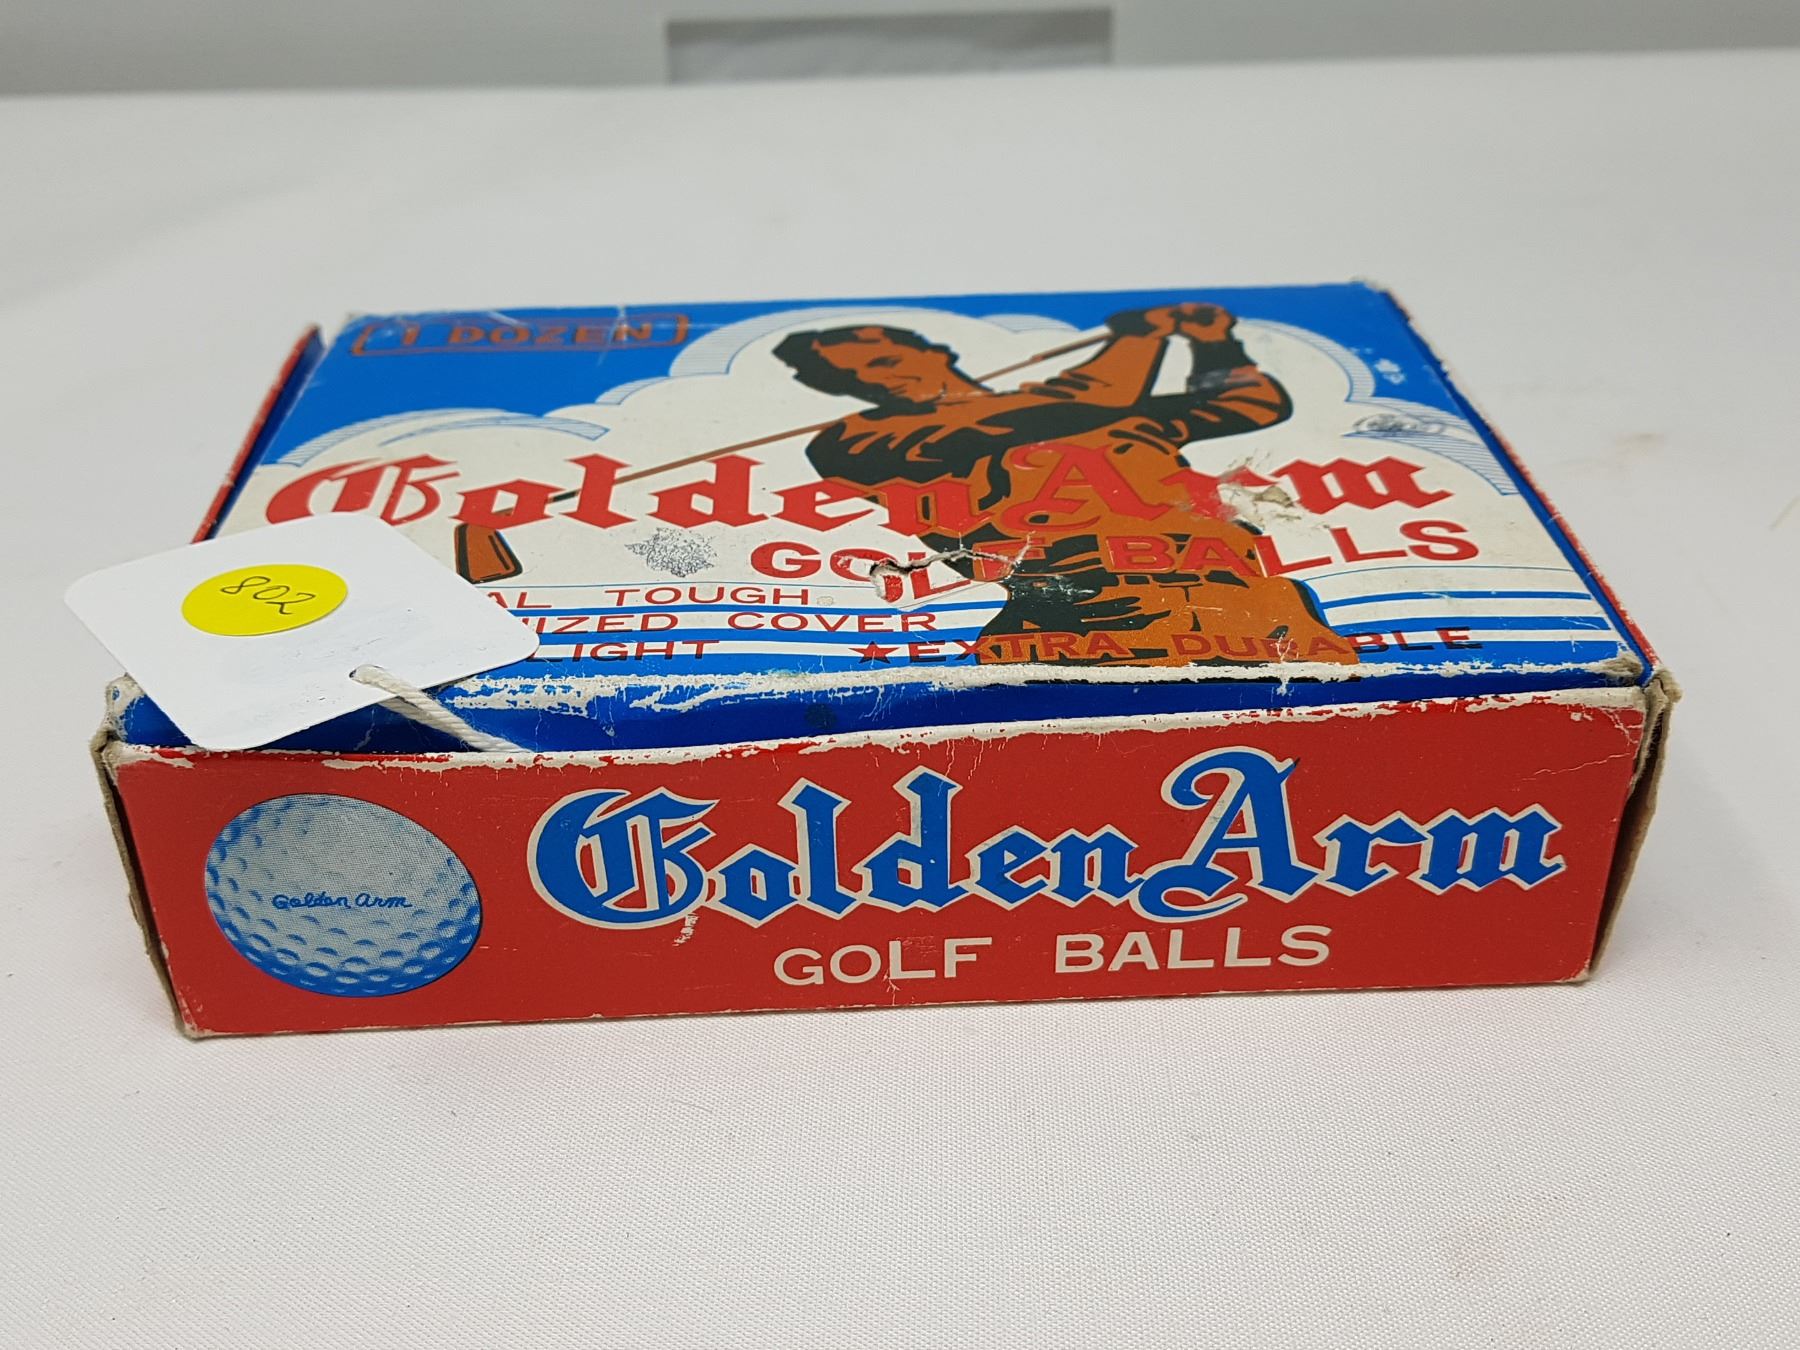 1 DOZEN
Golden Arm
GOLF BALLS
TOUGH
COVER
LIGHT ★EXTRA DURABLE
802
Golden Arm
Golden Arm
GOLF BALLS